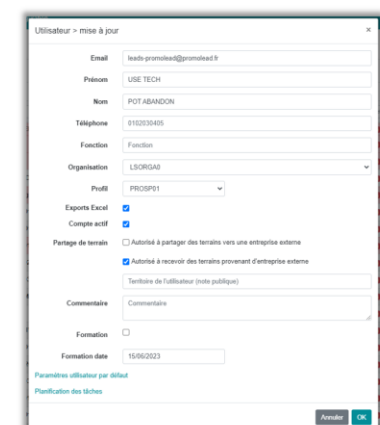 Utilisateur > mise à jour ×
Email leads-promolead@promolead.fr
Prénom USE TECH
Nom POT ABANDON
Téléphone 0102030405
Fonction Fonction
Organisation LSORGA0
Profil PROSP01
Exports Excel
Compte actif
Partage de terrain Autorisé à partager des terrains vers une entreprise externe
Autorisé à recevoir des terrains provenant d'entreprise externe
Territoire de l'utilisateur (note publique)
Commentaire Commentaire
Formation
Formation date 15/06/2023
Paramètres utilisateur par défaut
Planification des tâches
Annuler OK